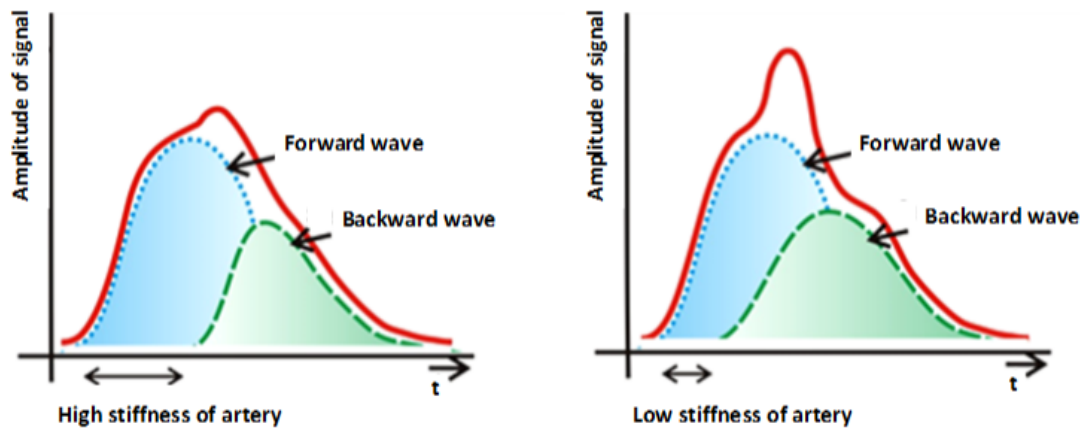 Amplitude of signal
Forward wave
Backward wave
t
High stiffness of artery
Amplitude of signal
Forward wave
Backward wave
t
Low stiffness of artery